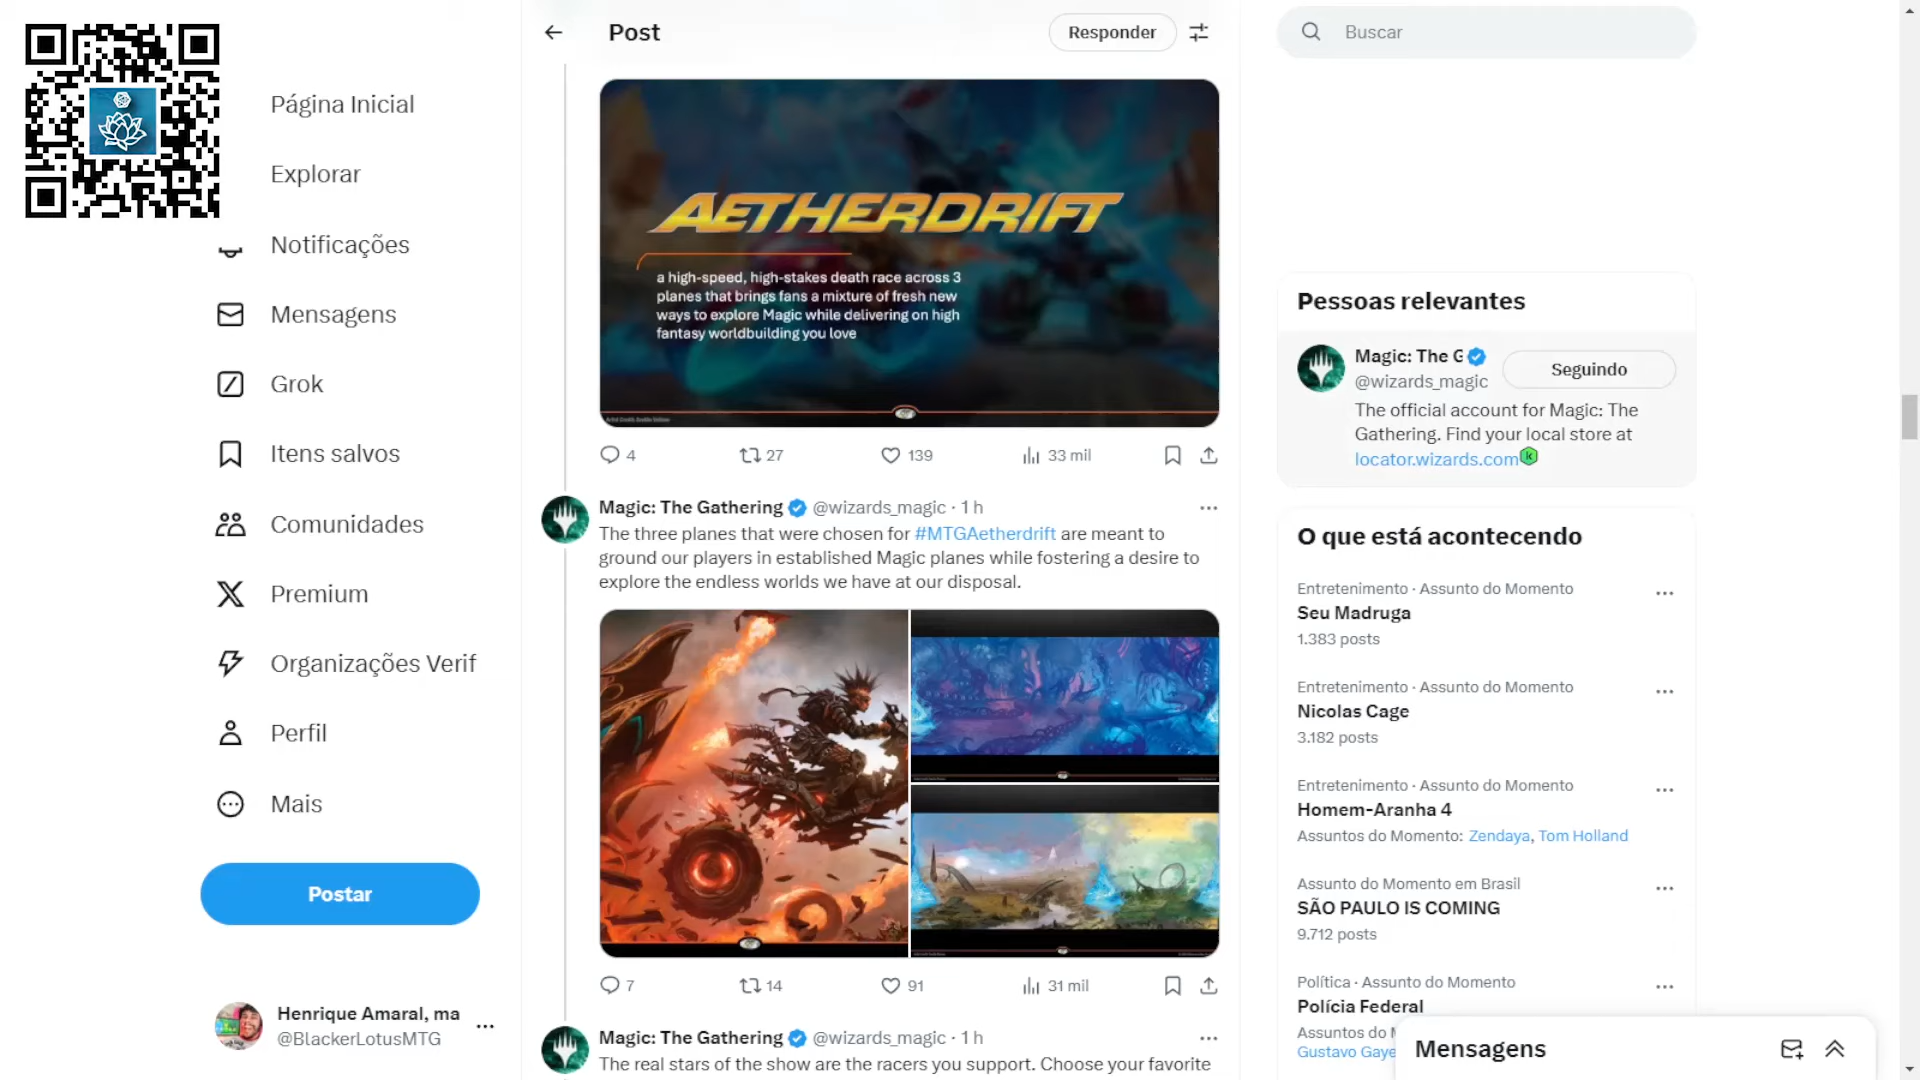 Página Inicial
Explorar
Notificações
Mensagens
Grok
Itens salvos
Comunidades
Premium
Organizações Verif
Perfil
Mais
Postar
Henrique Amaral, ma
@BlackerLotusMTG
Post
Responder
AETHERDRIFT
a high-speed, high-stakes death race across 3
planes that brings fans a mixture of fresh new
ways to explore Magic while delivering on high
fantasy worldbuilding you love
4 27 139 33 mil
Magic: The Gathering @wizards_magic · 1 h
The three planes that were chosen for #MTGAetherdrift are meant to
ground our players in established Magic planes while fostering a desire to
explore the endless worlds we have at our disposal.
7 14 91 31 mil
Magic: The Gathering @wizards_magic · 1 h
The real stars of the show are the racers you support. Choose your favorite
Buscar
Pessoas relevantes
Magic: The G
@wizards_magic
Seguindo
The official account for Magic: The
Gathering. Find your local store at
locator.wizards.com
O que está acontecendo
Entretenimento · Assunto do Momento
Seu Madruga
1.383 posts
Entretenimento · Assunto do Momento
Nicolas Cage
3.182 posts
Entretenimento · Assunto do Momento
Homem-Aranha 4
Assuntos do Momento: Zendaya, Tom Holland
Assunto do Momento em Brasil
SÃO PAULO IS COMING
9.712 posts
Política · Assunto do Momento
Polícia Federal
Assuntos do
Gustavo Gaye
Mensagens